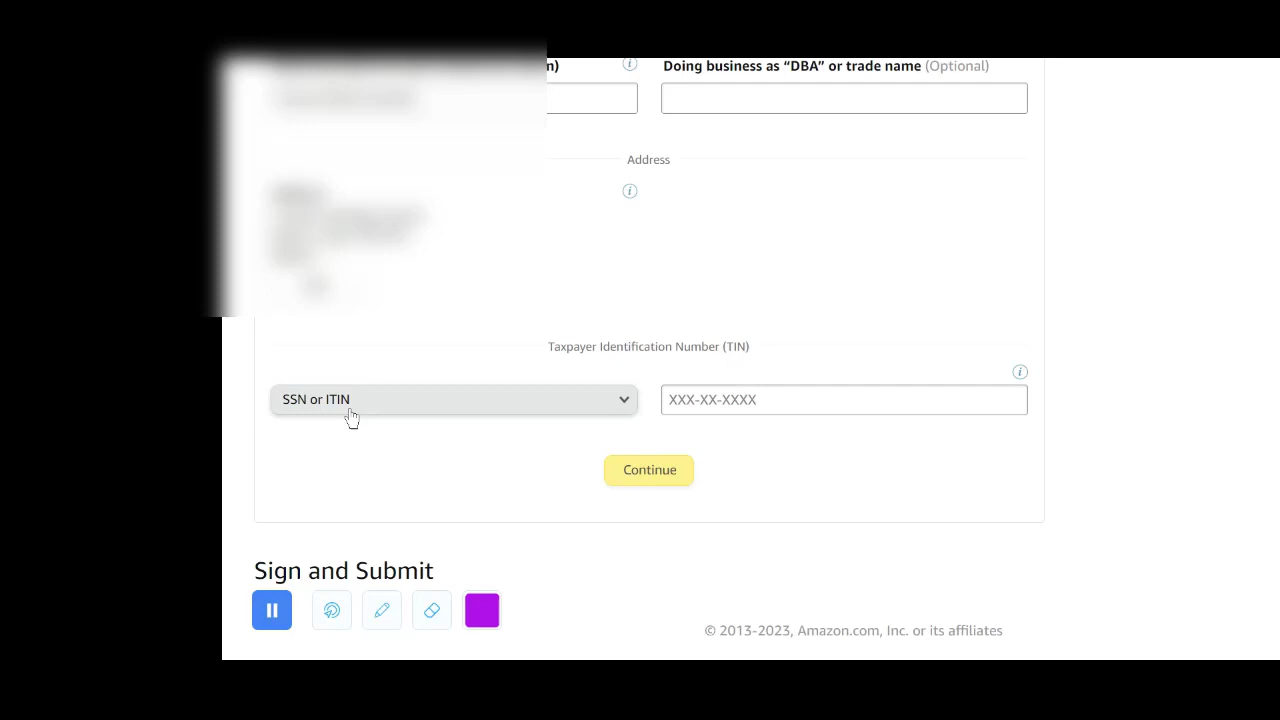 n)
Doing business as “DBA” or trade name (Optional)
Address
Taxpayer Identification Number (TIN)
SSN or ITIN
XXX-XX-XXXX
Continue
Sign and Submit
© 2013-2023, Amazon.com, Inc. or its affiliates